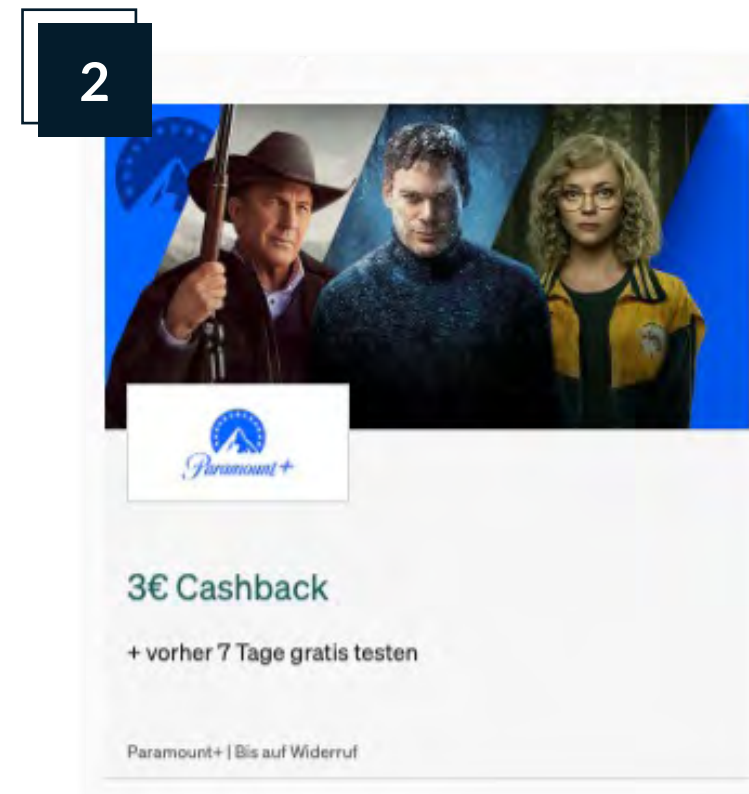 2
Paramount+
3€ Cashback
+ vorher 7 Tage gratis testen
Paramount+ | Bis auf Widerruf